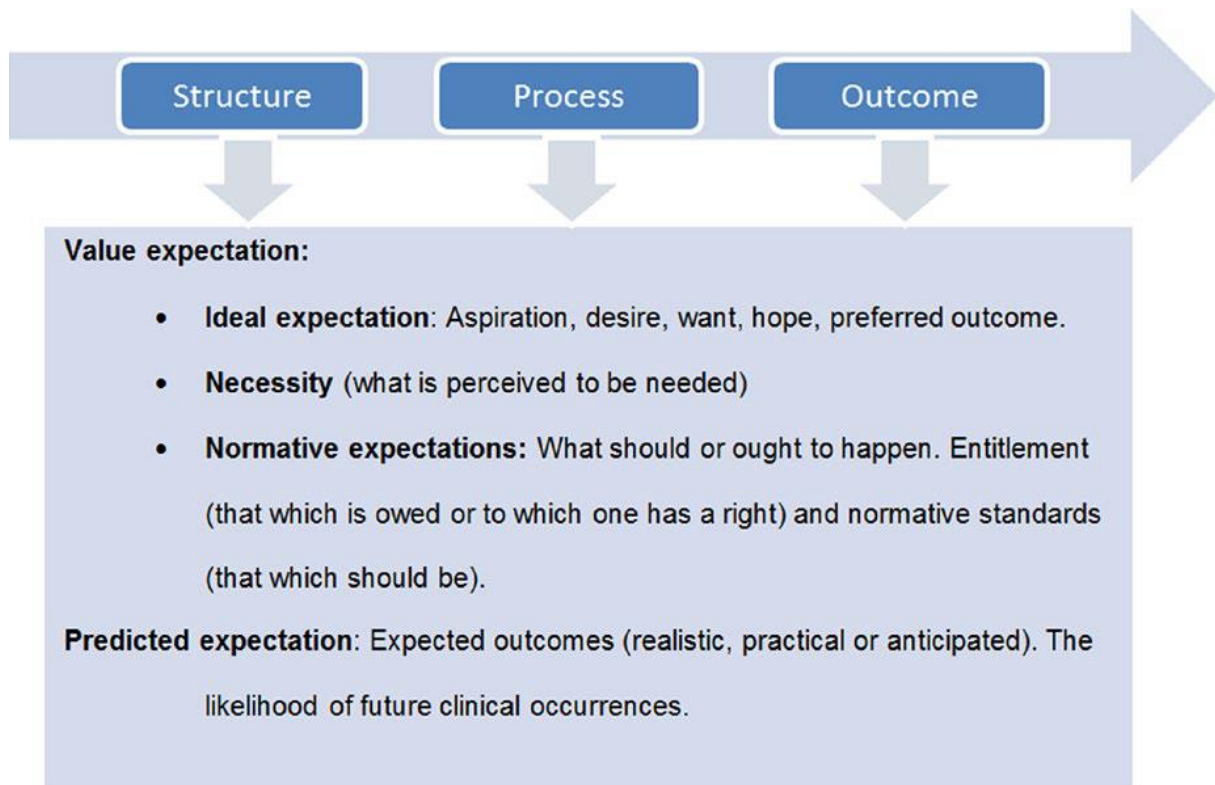 Structure
Process
Outcome
Value expectation:
• Ideal expectation: Aspiration, desire, want, hope, preferred outcome.
• Necessity (what is perceived to be needed)
• Normative expectations: What should or ought to happen. Entitlement
(that which is owed or to which one has a right) and normative standards
(that which should be).
Predicted expectation: Expected outcomes (realistic, practical or anticipated). The
likelihood of future clinical occurrences.